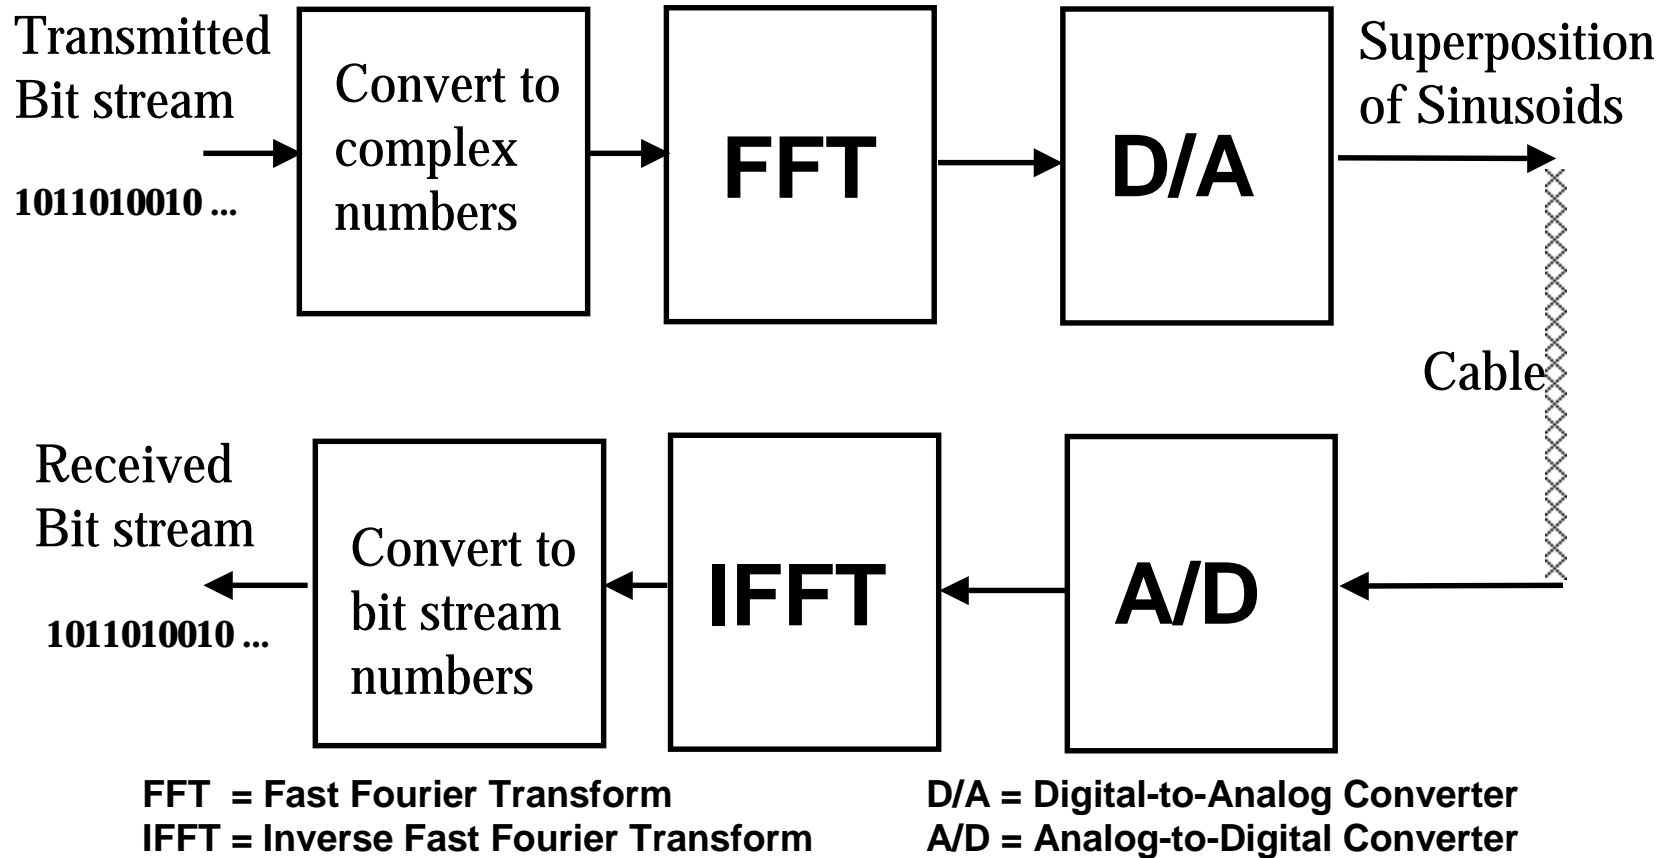 Transmitted
Bit stream
1011010010 ...
Convert to
complex
numbers
FFT
D/A
Superposition
of Sinusoids
Cable
A/D
IFFT
Convert to
bit stream
numbers
Received
Bit stream
1011010010 ...
FFT = Fast Fourier Transform
IFFT = Inverse Fast Fourier Transform
D/A = Digital-to-Analog Converter
A/D = Analog-to-Digital Converter